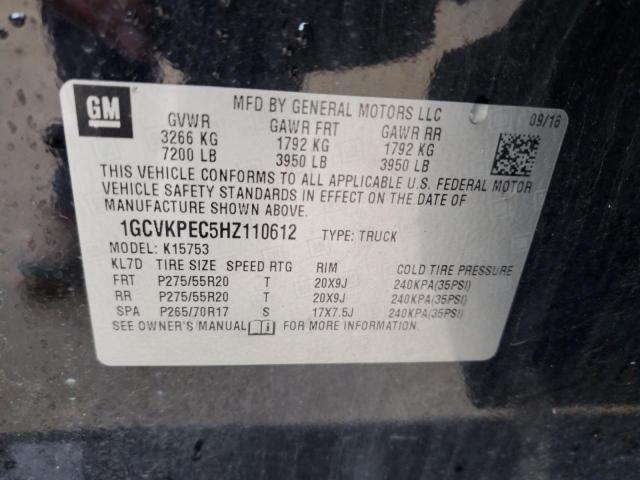 GM
MFD BY GENERAL MOTORS LLC
09/16
GVWR GAWR FRT GAWR RR
3266 KG 1792 KG 1792 KG
7200 LB 3950 LB 3950 LB
THIS VEHICLE CONFORMS TO ALL APPLICABLE U.S. FEDERAL MOTOR
VEHICLE SAFETY STANDARDS IN EFFECT ON THE DATE OF
MANUFACTURE SHOWN ABOVE.
1GCVKPEC5HZ110612 TYPE: TRUCK
MODEL: K15753
KL7D TIRE SIZE SPEED RTG RIM COLD TIRE PRESSURE
FRT P275/55R20 T 20X9J 240KPA(35PSI)
RR P275/55R20 T 20X9J 240KPA(35PSI)
SPA P265/70R17 S 17X7.5J 240KPA(35PSI)
SEE OWNER'S MANUAL FOR MORE INFORMATION.